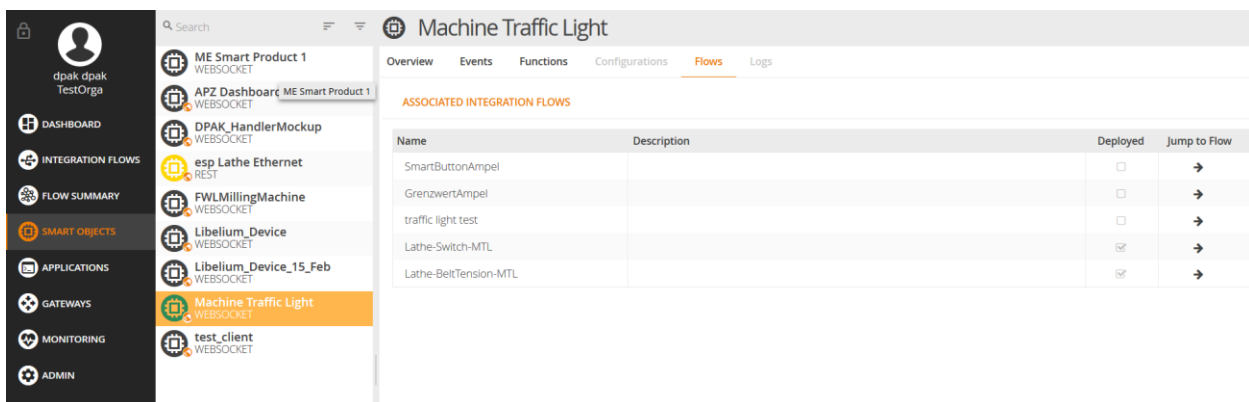 dpak dpak
TestOrga
DASHBOARD
INTEGRATION FLOWS
FLOW SUMMARY
SMART OBJECTS
APPLICATIONS
GATEWAYS
MONITORING
ADMIN
Search
ME Smart Product 1
WEBSOCKET
APZ Dashboard
WEBSOCKET
ME Smart Product 1
DPAK_HandlerMockup
WEBSOCKET
esp Lathe Ethernet
REST
FWLMillingMachine
WEBSOCKET
Libelium_Device
WEBSOCKET
Libelium_Device_15_Feb
WEBSOCKET
Machine Traffic Light
WEBSOCKET
test_client
WEBSOCKET
Machine Traffic Light
Overview Events Functions Configurations Flows Logs
ASSOCIATED INTEGRATION FLOWS
Name Description Deployed Jump to Flow
SmartButtonAmpel
GrenzwertAmpel
traffic light test
Lathe-Switch-MTL
Lathe-BeltTension-MTL